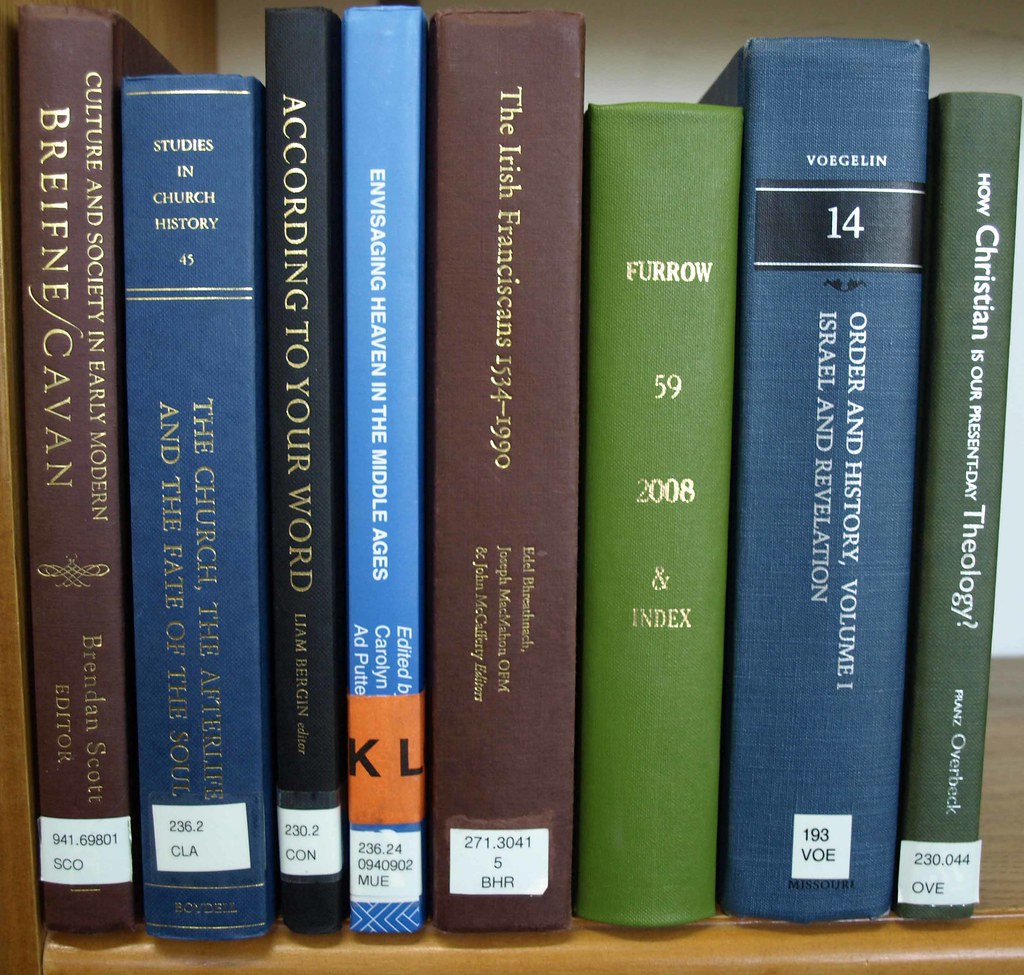 CULTURE AND SOCIETY IN EARLY MODERN
BREIFNE/CAVAN
Brendan Scott
EDITOR
941.69801
SCO
STUDIES
IN
CHURCH
HISTORY
45
THE CHURCH, THE AFTERLIFE
AND THE FATE OF THE SOUL
236.2
CLA
BOYDELL
ACCORDING TO YOUR WORD
LIAM BERGIN editor
230.2
CON
ENVISAGING HEAVEN IN THE MIDDLE AGES
Edited by
Carolyn
Ad Putte
K L
236.24
0940902
MUE
The Irish Franciscans 1534–1990
Edel Bhreathnach,
Joseph MacMahon OFM
& John McCafferty Editors
271.3041
5
BHR
FURROW
59
2008
&
INDEX
VOEGELIN
14
ORDER AND HISTORY, VOLUME I
ISRAEL AND REVELATION
193
VOE
MISSOURI
HOW Christian IS OUR PRESENT-DAY Theology?
FRANZ Overbeck
230.044
OVE